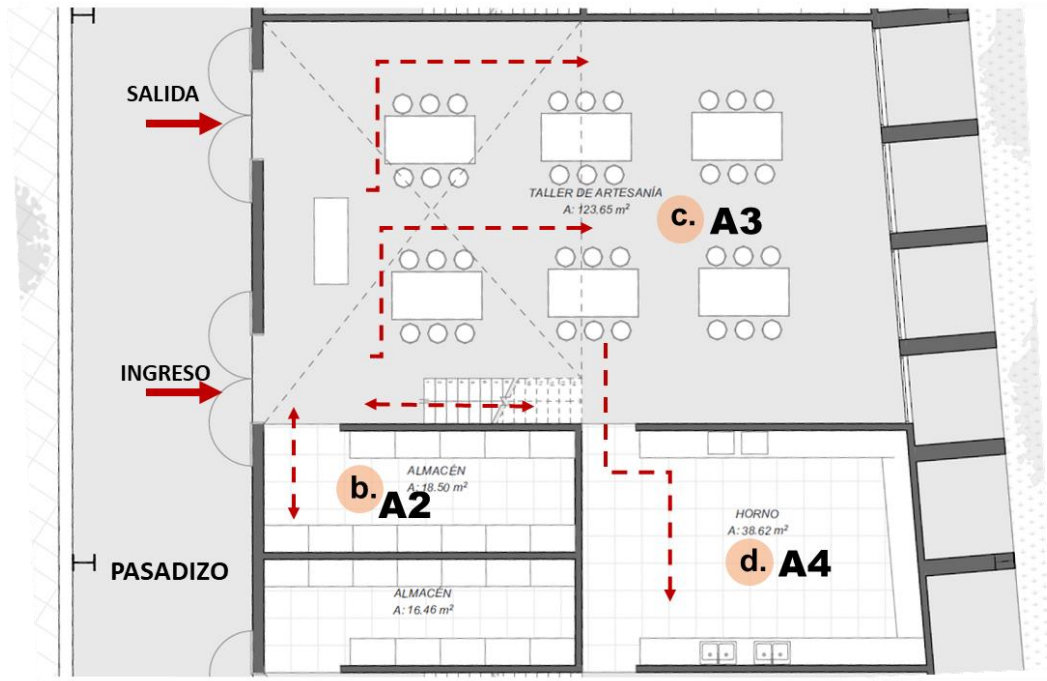 SALIDA
TALLER DE ARTESANÍA
A: 123.65 m²
c. A3
INGRESO
ALMACÉN
A: 18.50 m²
b. A2
HORNO
A: 38.62 m²
d. A4
PASADIZO
ALMACÉN
A: 16.46 m²